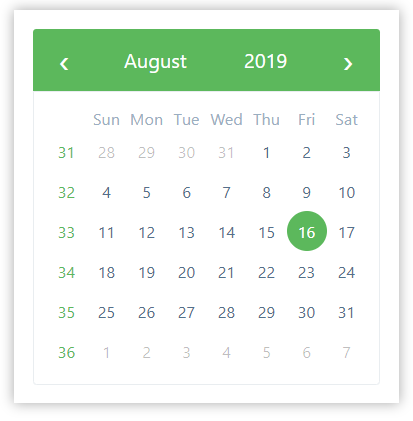 ‹ August 2019 ›
Sun Mon Tue Wed Thu Fri Sat
31 28 29 30 31 1 2 3
32 4 5 6 7 8 9 10
33 11 12 13 14 15 16 17
34 18 19 20 21 22 23 24
35 25 26 27 28 29 30 31
36 1 2 3 4 5 6 7